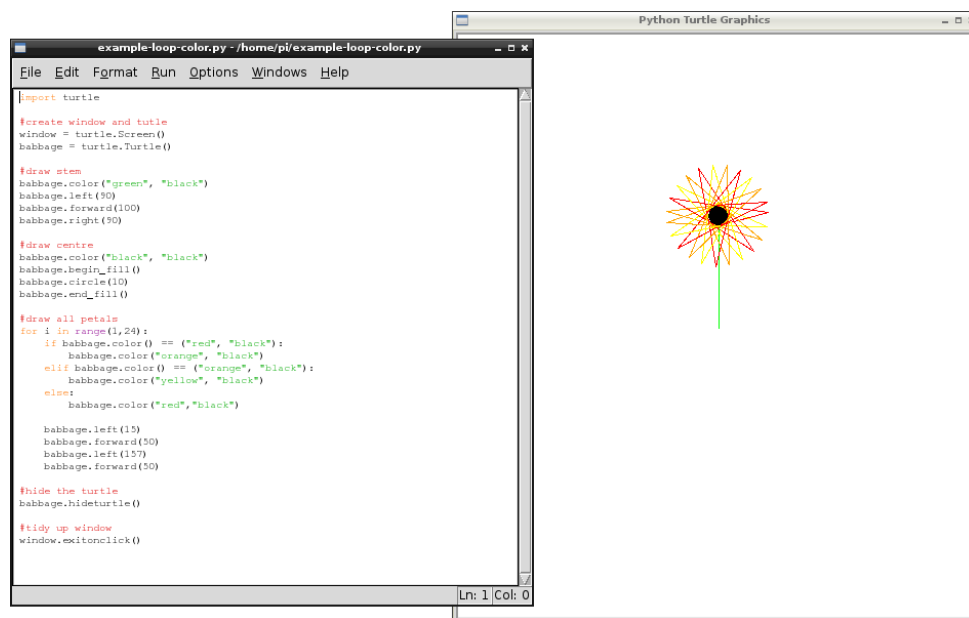 Python Turtle Graphics
example-loop-color.py - /home/pi/example-loop-color.py
File Edit Format Run Options Windows Help
import turtle

#create window and tutle
window = turtle.Screen()
babbage = turtle.Turtle()

#draw stem
babbage.color("green", "black")
babbage.left(90)
babbage.forward(100)
babbage.right(90)

#draw centre
babbage.color("black", "black")
babbage.begin_fill()
babbage.circle(10)
babbage.end_fill()

#draw all petals
for i in range(1,24):
    if babbage.color() == ("red", "black"):
        babbage.color("orange", "black")
    elif babbage.color() == ("orange", "black"):
        babbage.color("yellow", "black")
    else:
        babbage.color("red","black")

    babbage.left(15)
    babbage.forward(50)
    babbage.left(157)
    babbage.forward(50)

#hide the turtle
babbage.hideturtle()

#tidy up window
window.exitonclick()
Ln: 1 Col: 0